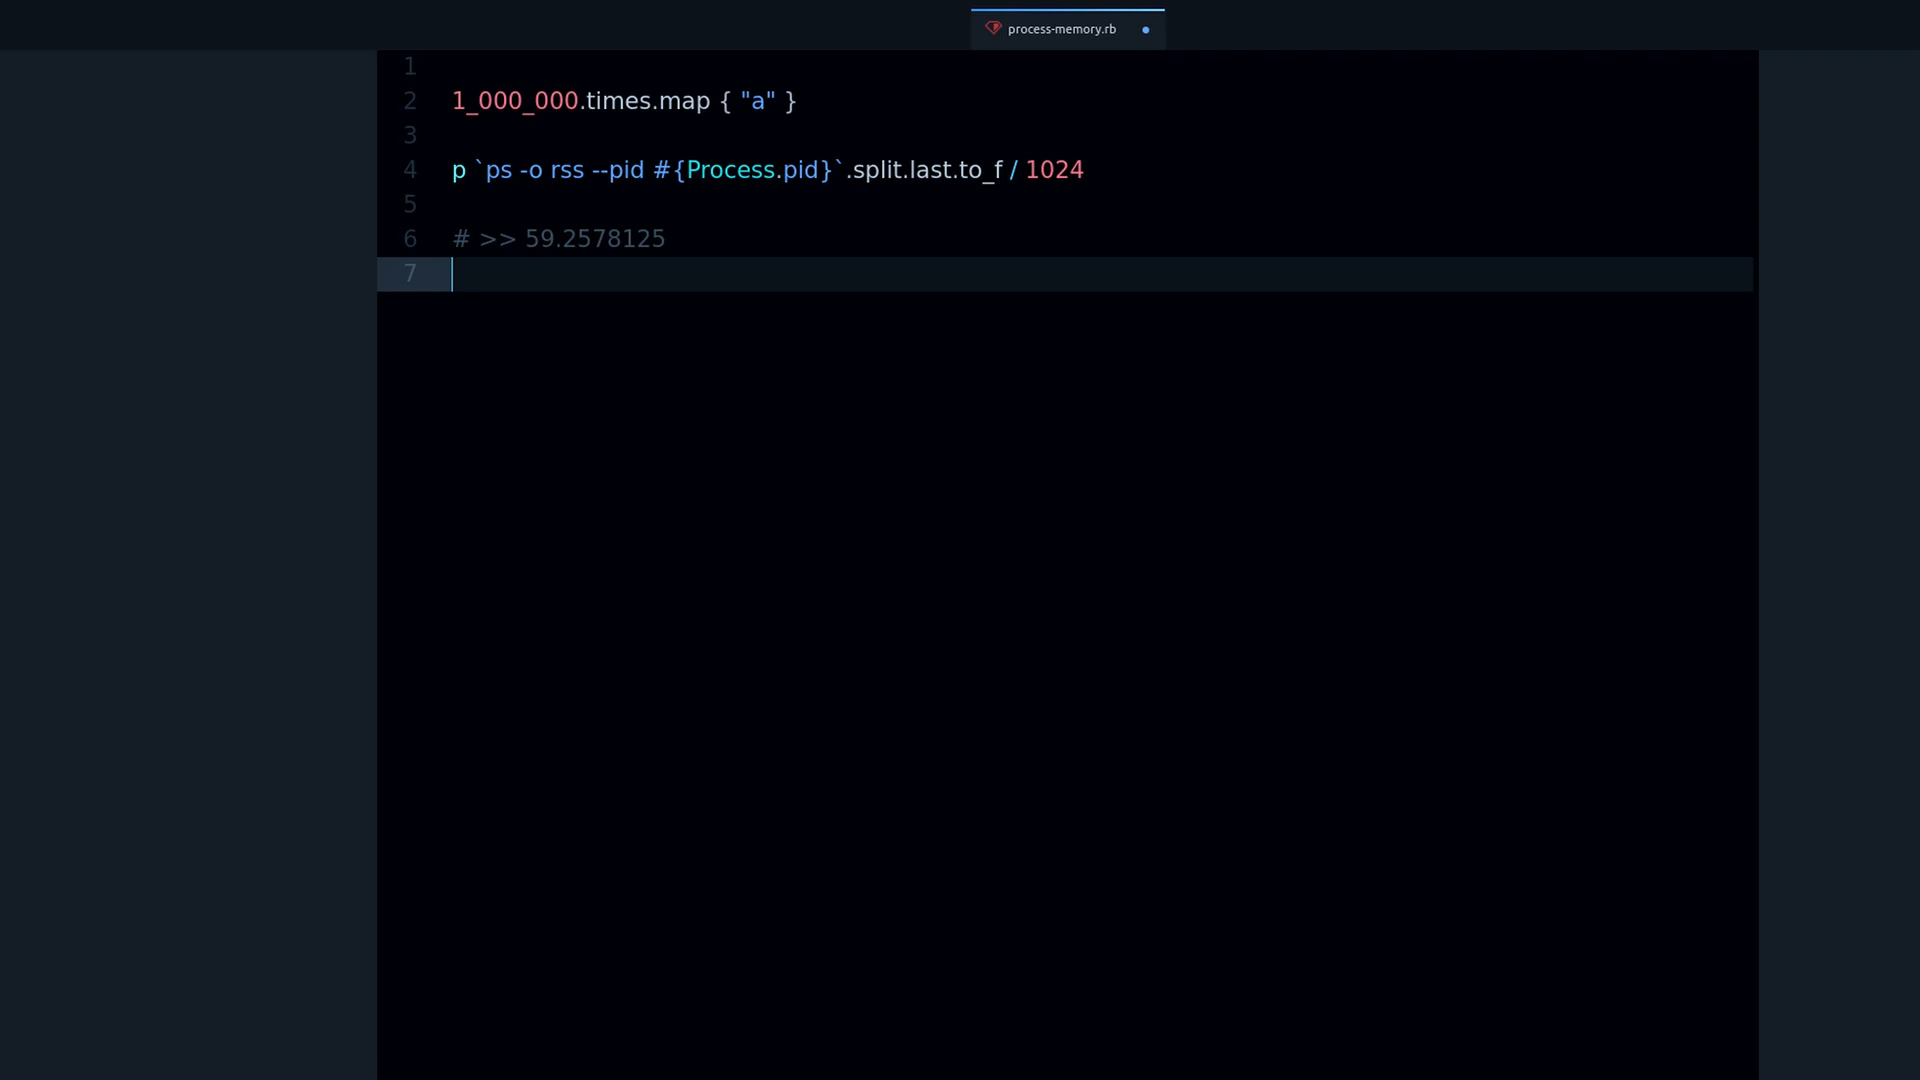 process-memory.rb
1
2 1_000_000.times.map { "a" }
3
4 p `ps -o rss --pid #{Process.pid}`.split.last.to_f / 1024
5
6 # >> 59.2578125
7